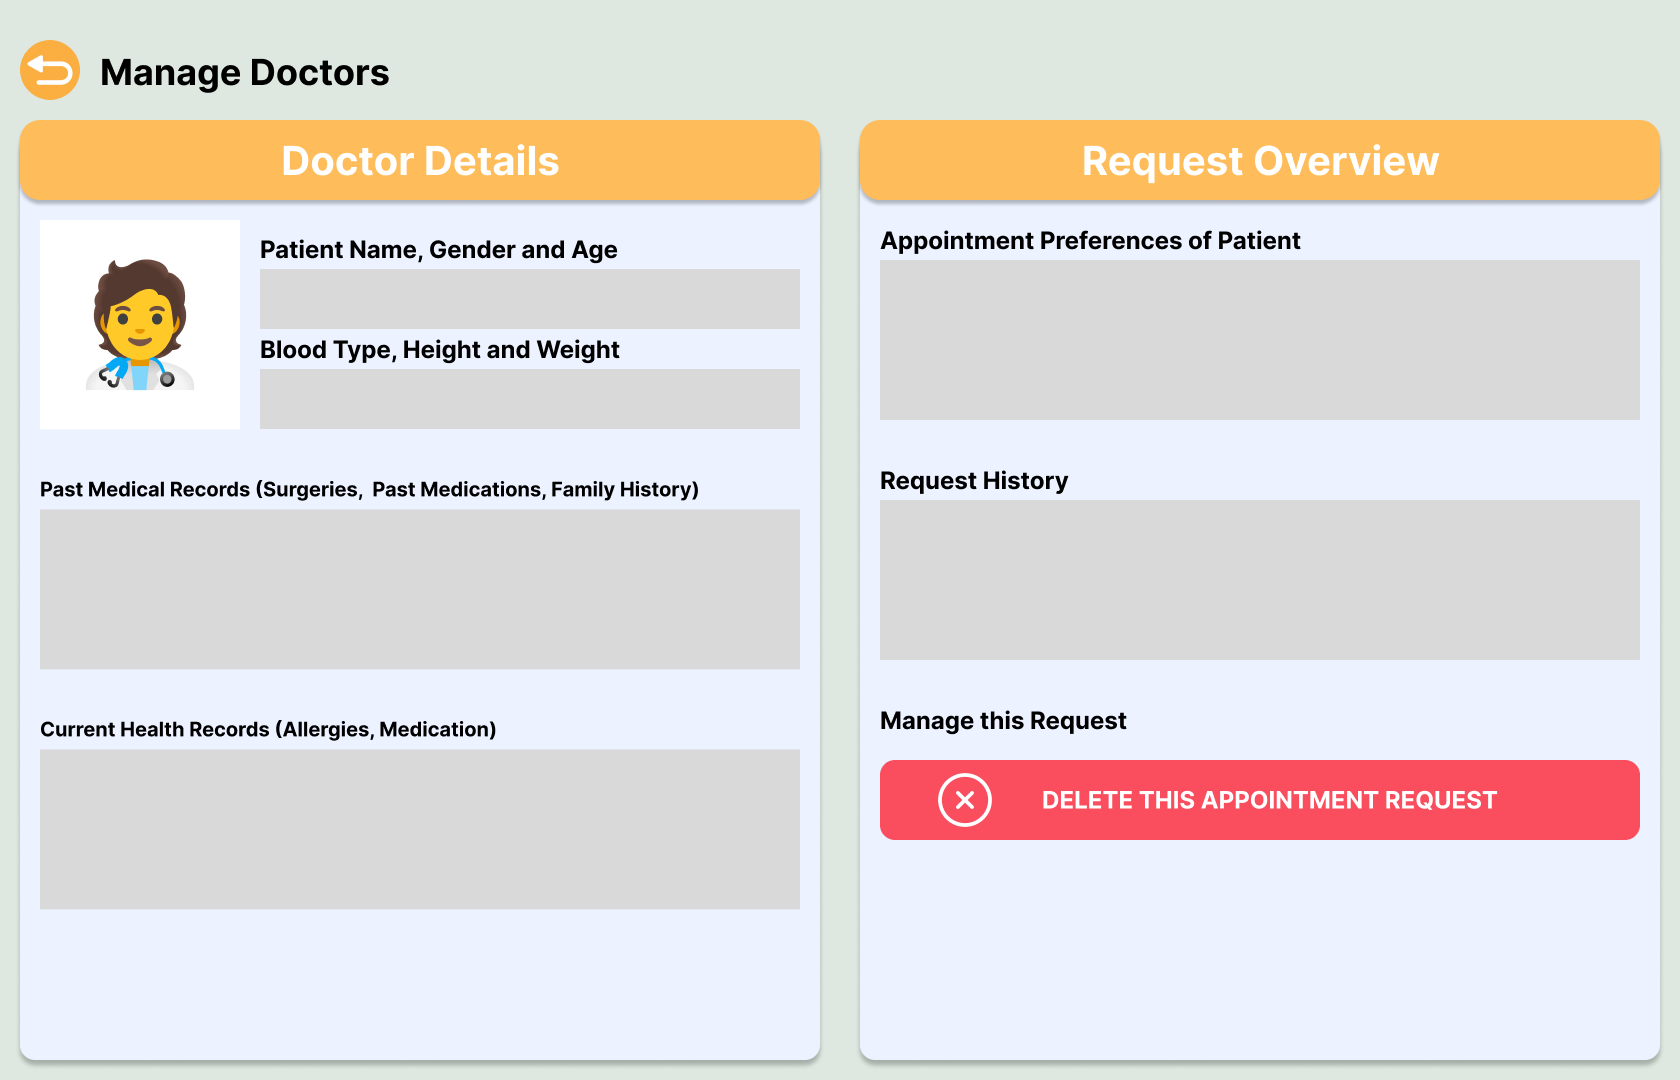 Manage Doctors
Doctor Details
Patient Name, Gender and Age
Blood Type, Height and Weight
Past Medical Records (Surgeries,  Past Medications, Family History)
Current Health Records (Allergies, Medication)
Request Overview
Appointment Preferences of Patient
Request History
Manage this Request
DELETE THIS APPOINTMENT REQUEST